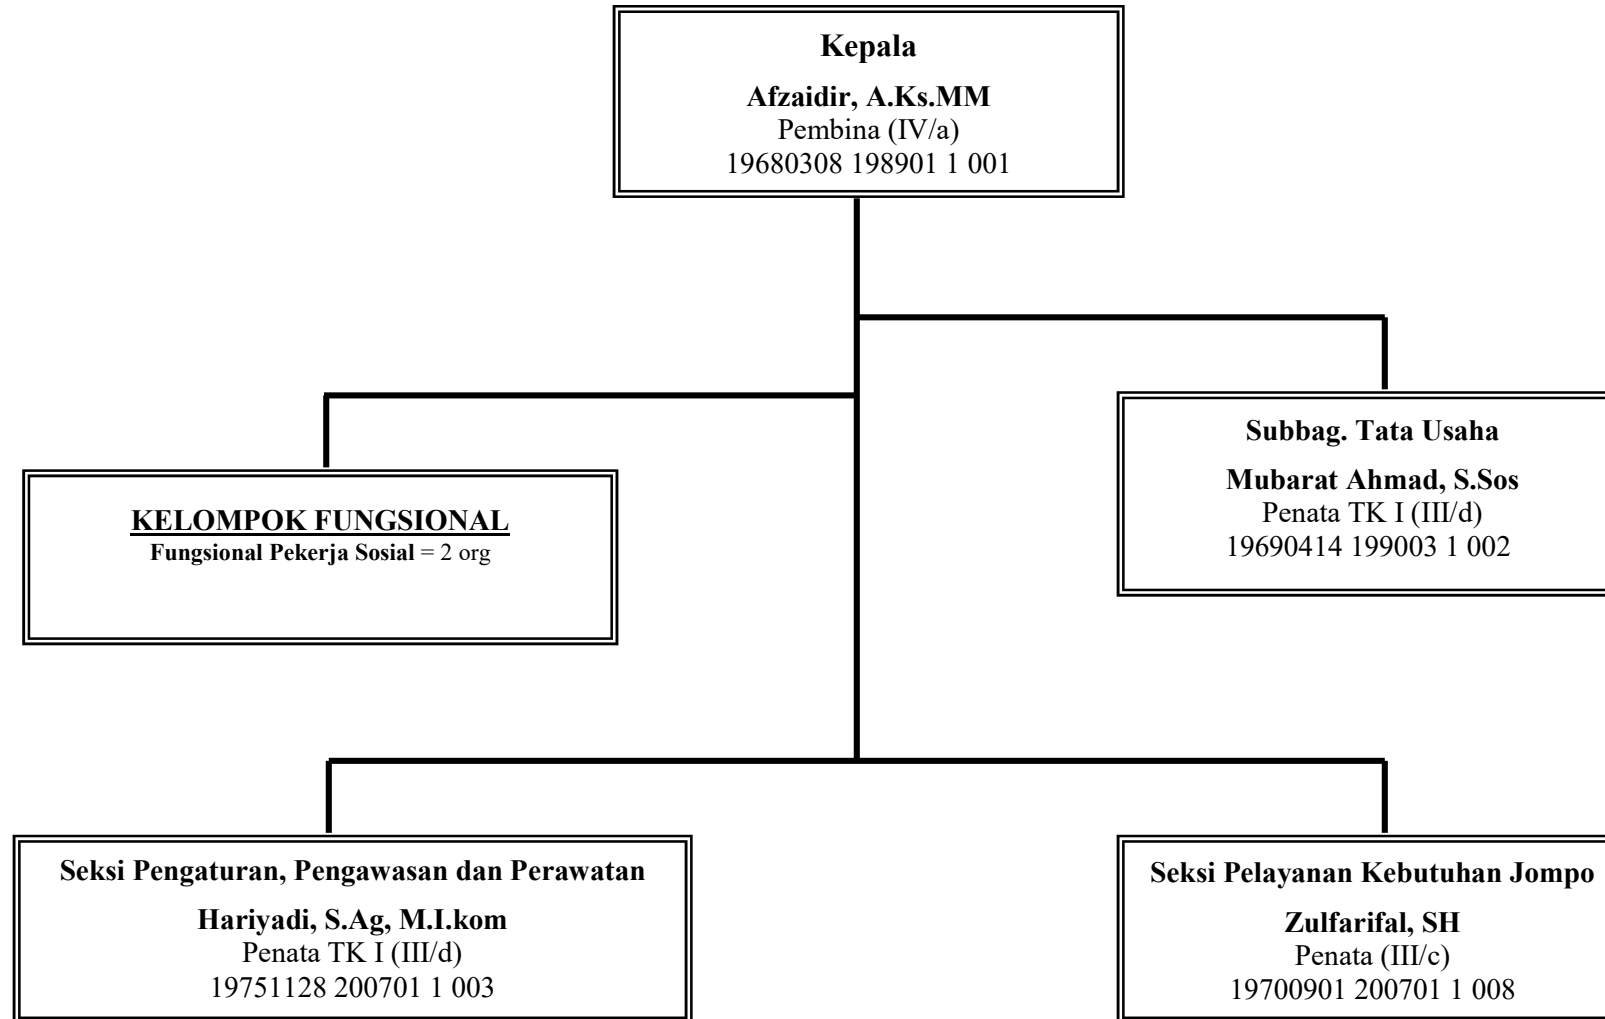 Kepala
Afzaidir, A.Ks.MM
Pembina (IV/a)
19680308 198901 1 001
Subbag. Tata Usaha
Mubarat Ahmad, S.Sos
Penata TK I (III/d)
19690414 199003 1 002
KELOMPOK FUNGSIONAL
Fungsional Pekerja Sosial = 2 org
Seksi Pengaturan, Pengawasan dan Perawatan
Hariyadi, S.Ag, M.I.kom
Penata TK I (III/d)
19751128 200701 1 003
Seksi Pelayanan Kebutuhan Jompo
Zulfarifal, SH
Penata (III/c)
19700901 200701 1 008